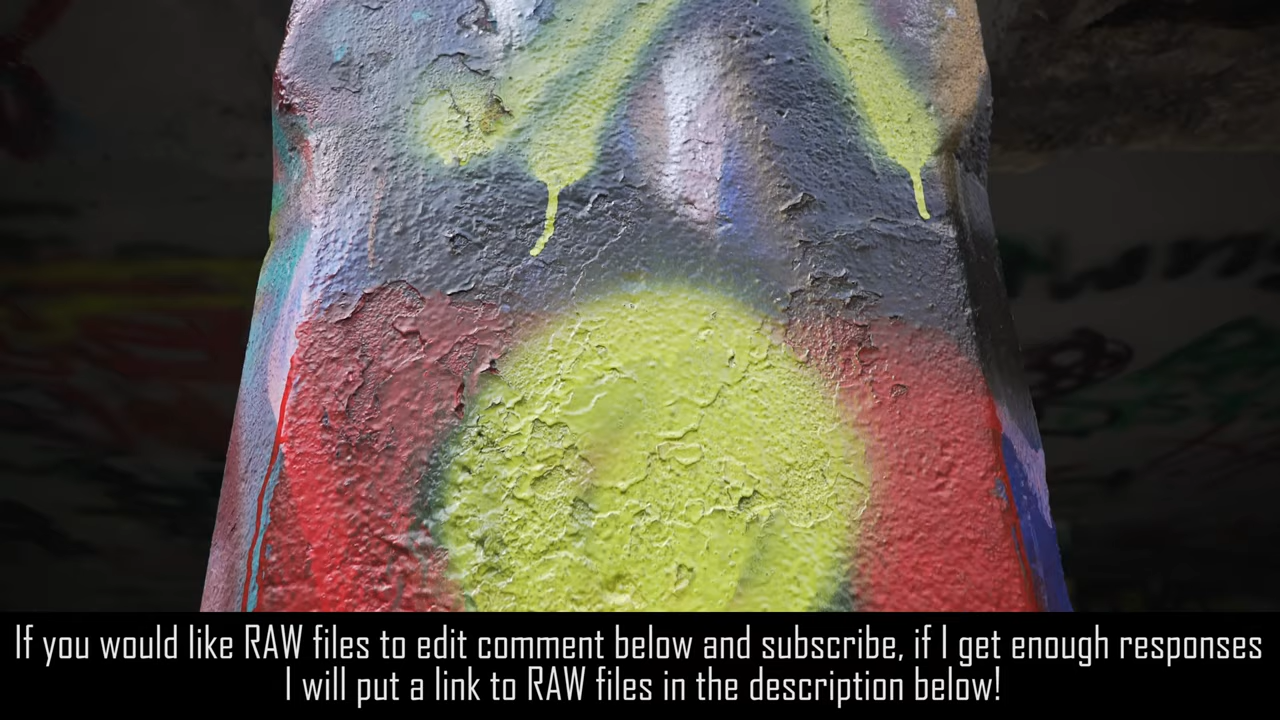 If you would like RAW files to edit comment below and subscribe, if I get enough responses
I will put a link to RAW files in the description below!